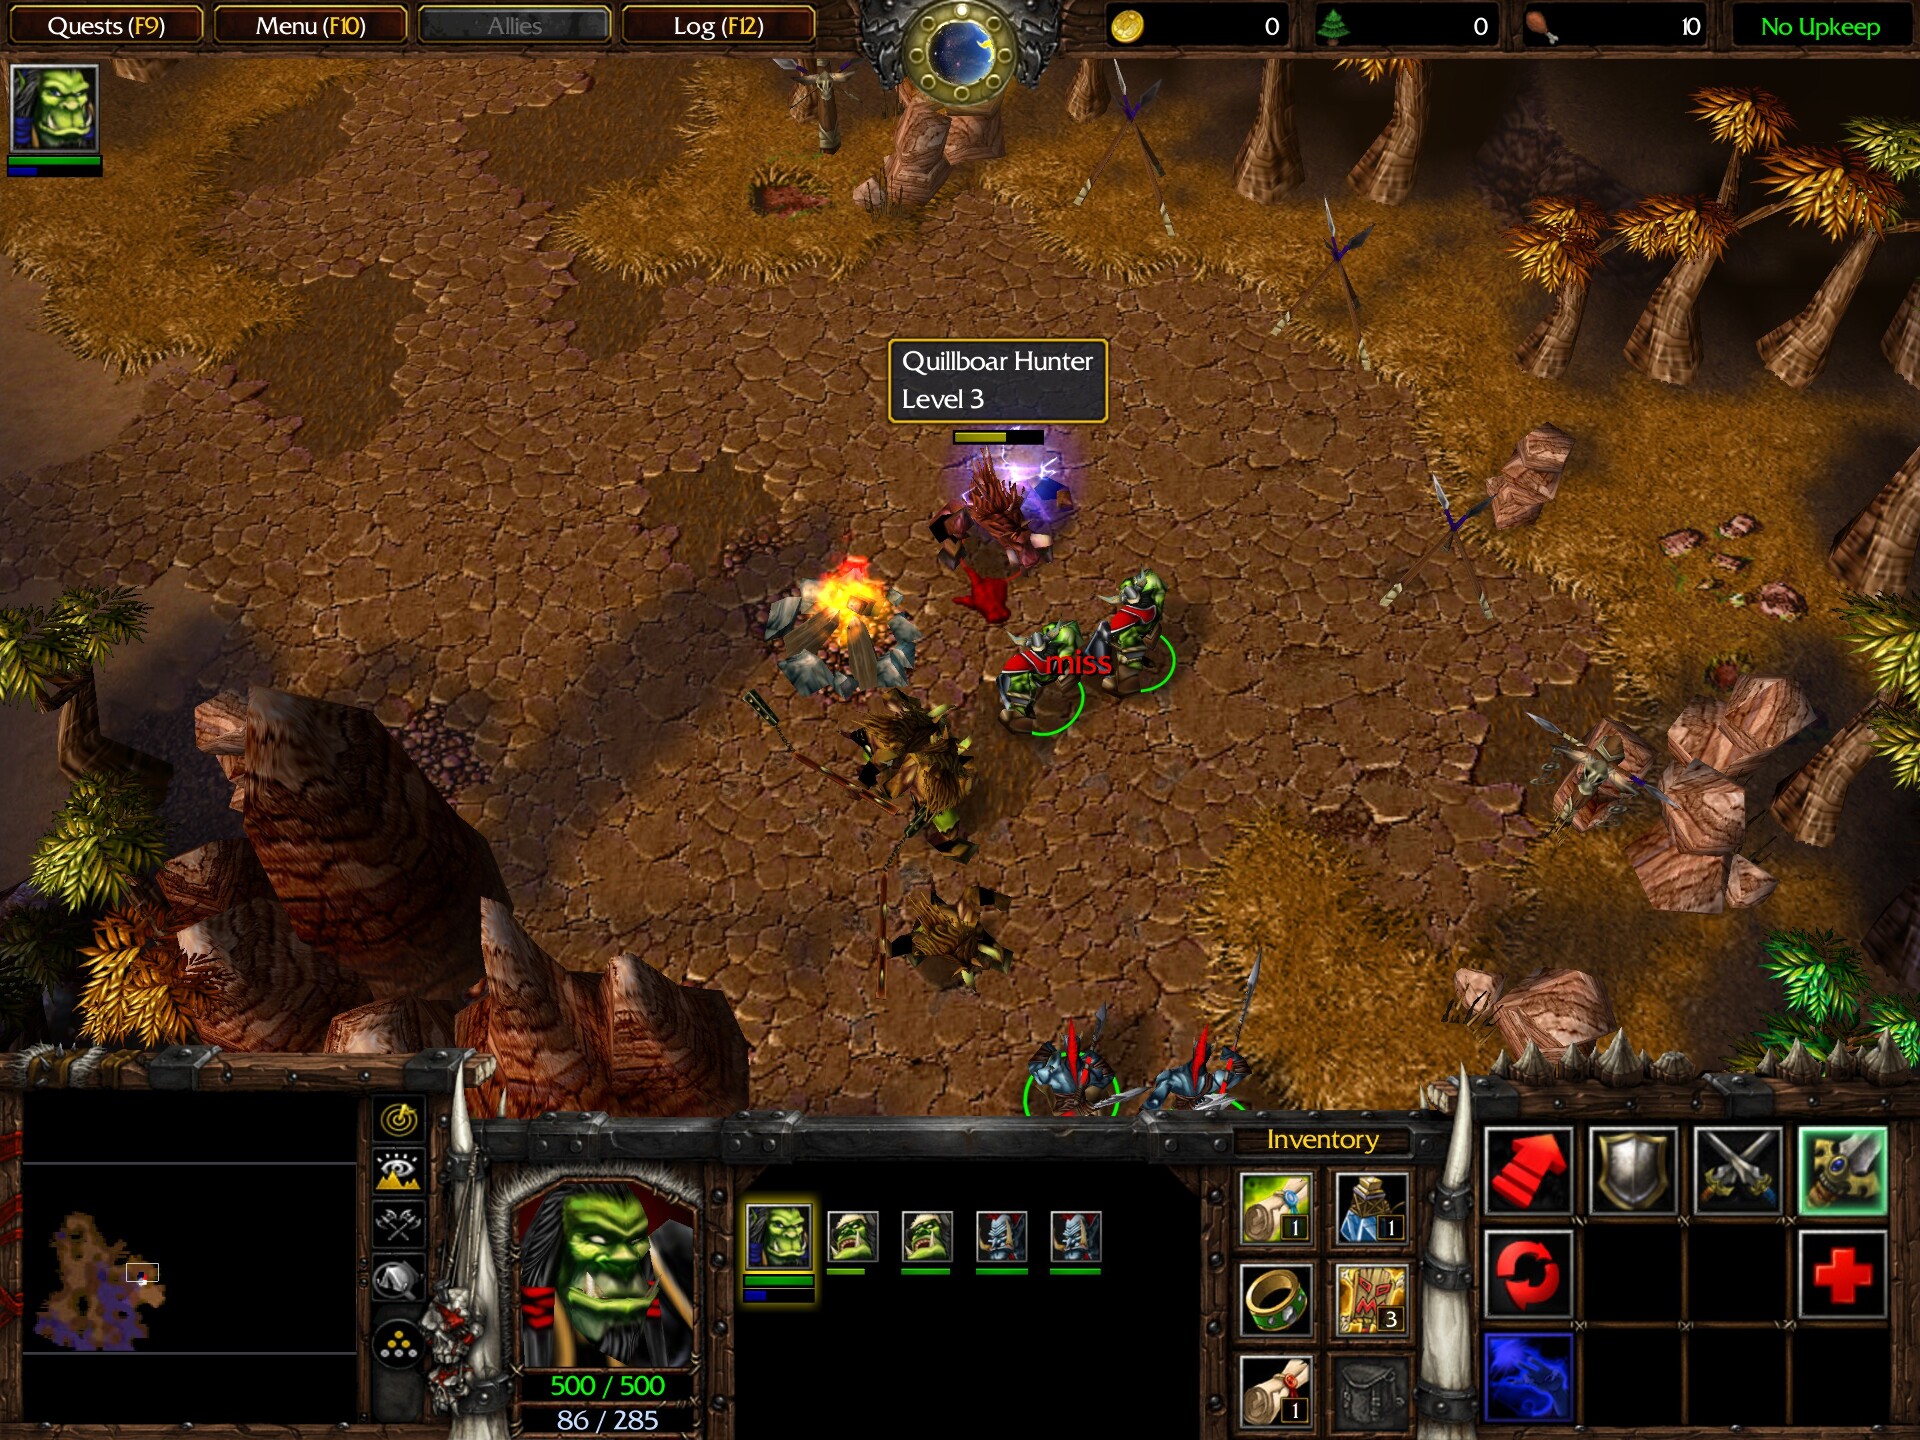 Quests (F9)
Menu (F10)
Allies
Log (F12)
0
0
10
No Upkeep
Quillboar Hunter
Level 3
miss
Inventory
1
1
3
1
500 / 500
86 / 285